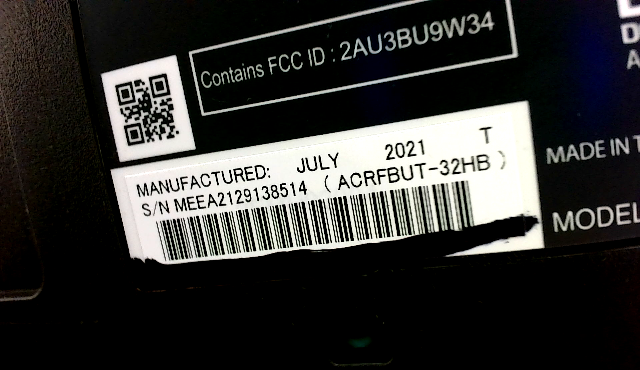 Contains FCC ID : 2AU3BU9W34
MANUFACTURED: JULY 2021 T
S/N MEEA2129138514 ( ACRFBUT-32HB )
MADE IN T
MODEL
D
A